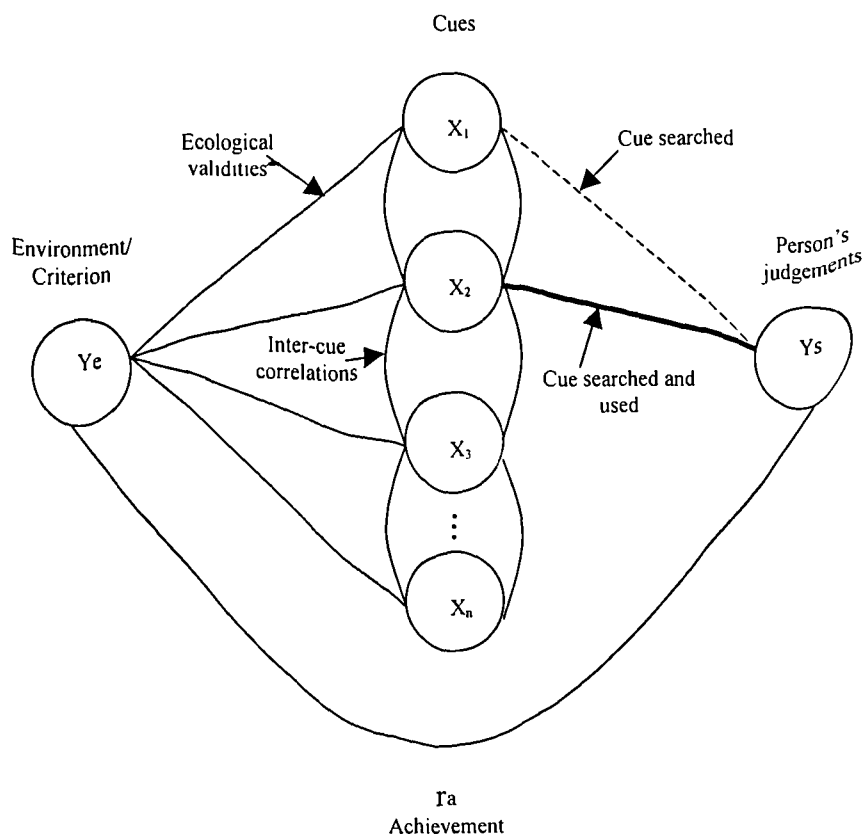 Cues
X₁
Ecological
validities
Cue searched
Environment/
Criterion
Person's
judgements
X₂
Ye
Ys
Inter-cue
correlations
Cue searched and
used
X₃
⋮
Xₙ
ra
Achievement